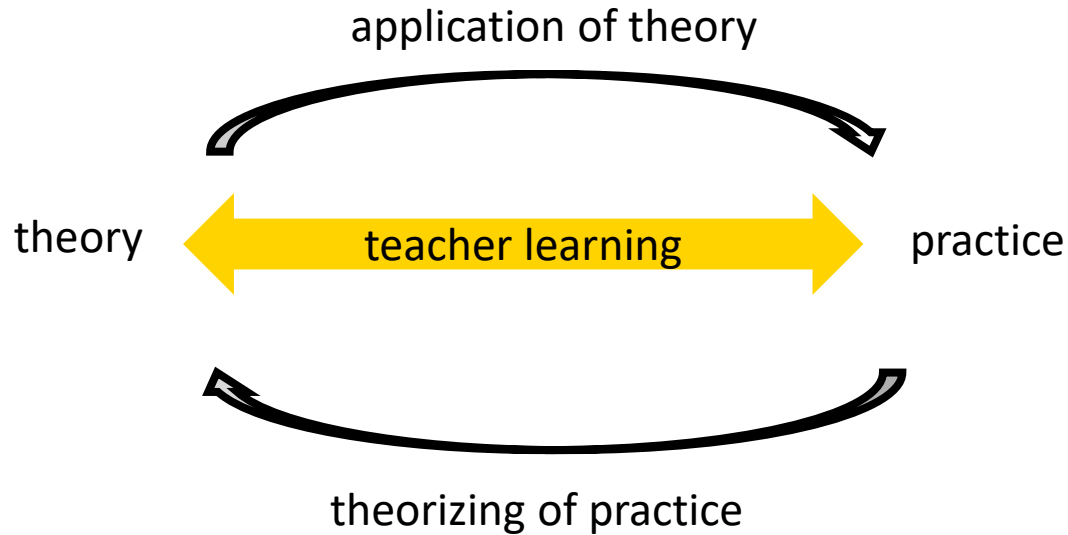 application of theory
theory
teacher learning
practice
theorizing of practice